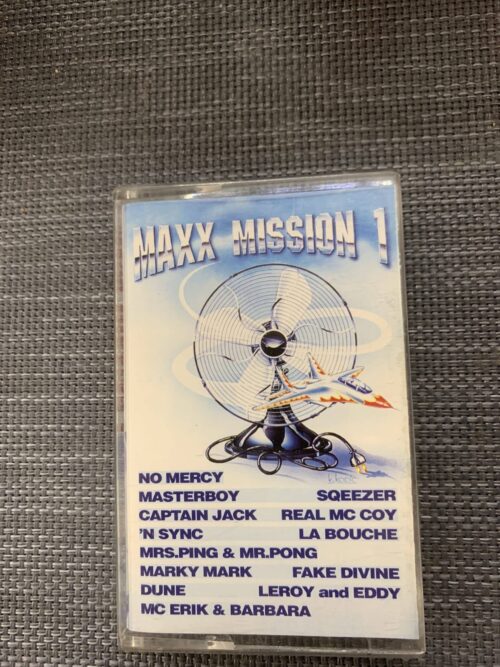 MAXX MISSION 1
NO MERCY
MASTERBOY SQEEZER
CAPTAIN JACK REAL MC COY
'N SYNC LA BOUCHE
MRS.PING & MR.PONG
MARKY MARK FAKE DIVINE
DUNE LEROY and EDDY
MC ERIK & BARBARA